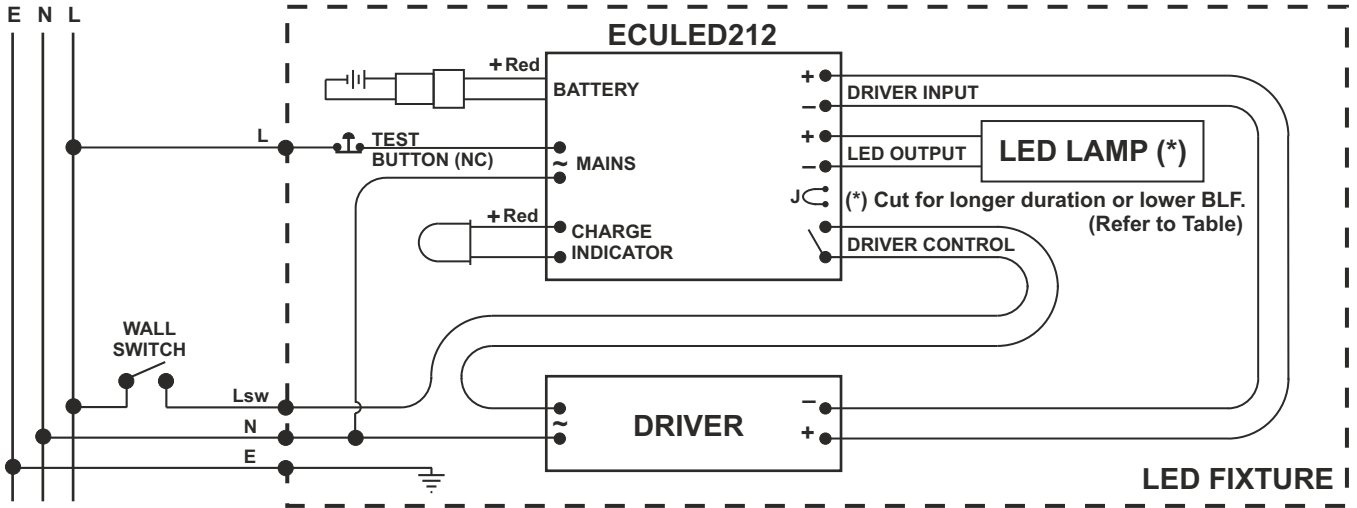 E N L
ECULED212
+ Red
BATTERY
+
DRIVER INPUT
−
+
LED OUTPUT
−
LED LAMP (*)
L
TEST
BUTTON (NC)
~ MAINS
J
(*) Cut for longer duration or lower BLF.
(Refer to Table)
+ Red
CHARGE
INDICATOR
DRIVER CONTROL
WALL
SWITCH
Lsw
N
E
~
DRIVER
−
+
LED FIXTURE